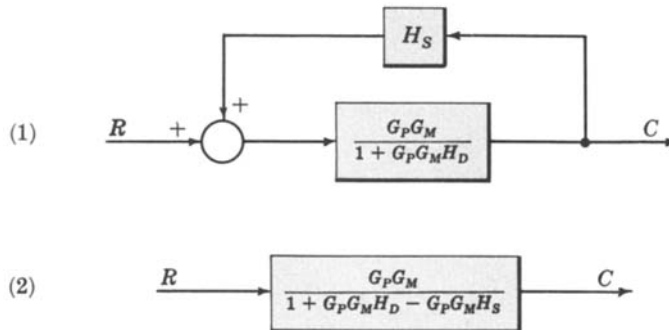 H_S
(1) R + + G_P G_M / 1 + G_P G_M H_D C
(2) R G_P G_M / 1 + G_P G_M H_D − G_P G_M H_S C